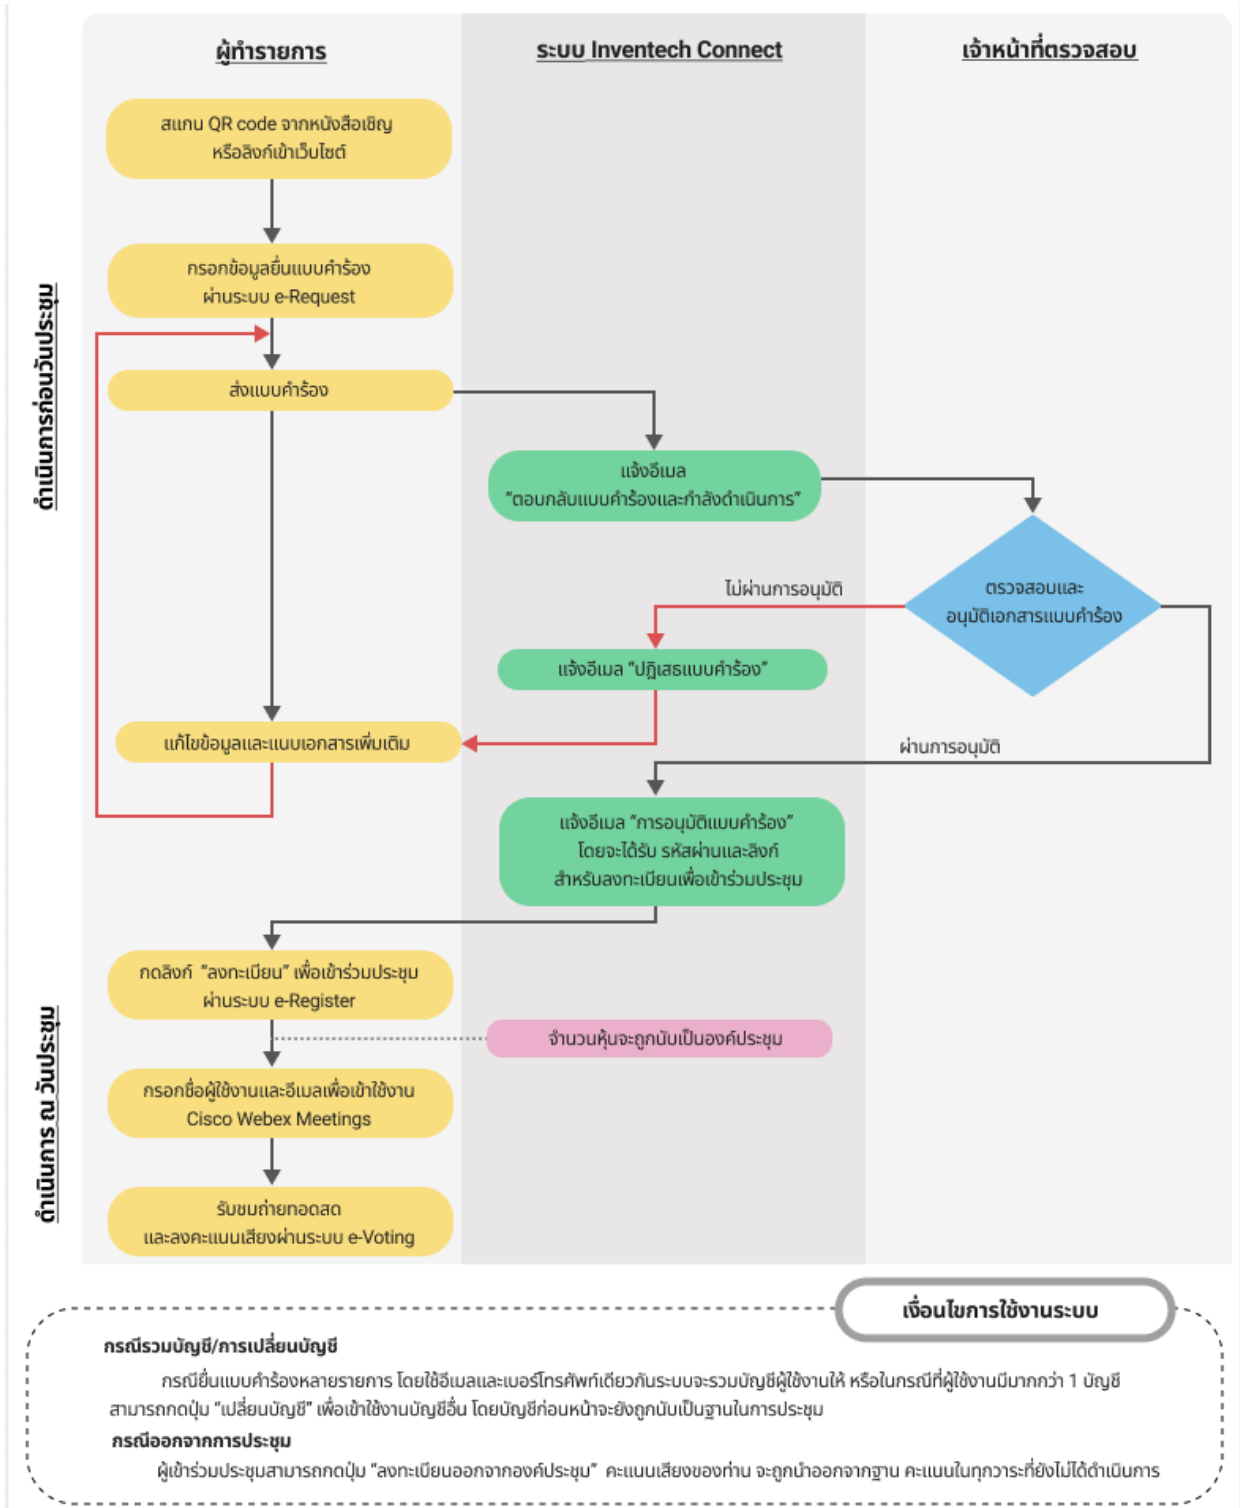 ผู้ทำรายการ
ระบบ Inventech Connect
เจ้าหน้าที่ตรวจสอบ
ดำเนินการก่อนวันประชุม
สแกน QR code จากหนังสือเชิญ
หรือลิงก์เข้าเว็บไซต์
กรอกข้อมูลยื่นแบบคำร้อง
ผ่านระบบ e-Request
ส่งแบบคำร้อง
แจ้งอีเมล
“ตอบกลับแบบคำร้องและกำลังดำเนินการ”
ตรวจสอบและ
อนุมัติเอกสารแบบคำร้อง
ไม่ผ่านการอนุมัติ
แจ้งอีเมล “ปฏิเสธแบบคำร้อง”
แก้ไขข้อมูลและแนบเอกสารเพิ่มเติม
ผ่านการอนุมัติ
แจ้งอีเมล “การอนุมัติแบบคำร้อง”
โดยจะได้รับ รหัสผ่านและลิงก์
สำหรับลงทะเบียนเพื่อเข้าร่วมประชุม
ดำเนินการ ณ วันประชุม
กดลิงก์ “ลงทะเบียน” เพื่อเข้าร่วมประชุม
ผ่านระบบ e-Register
จำนวนหุ้นจะถูกนับเป็นองค์ประชุม
กรอกชื่อผู้ใช้งานและอีเมลเพื่อเข้าใช้งาน
Cisco Webex Meetings
รับชมถ่ายทอดสด
และลงคะแนนเสียงผ่านระบบ e-Voting
เงื่อนไขการใช้งานระบบ
กรณีรวมบัญชี/การเปลี่ยนบัญชี
กรณียื่นแบบคำร้องหลายรายการ โดยใช้อีเมลและเบอร์โทรศัพท์เดียวกันระบบจะรวมบัญชีผู้ใช้งานให้ หรือในกรณีที่ผู้ใช้งานมีมากกว่า 1 บัญชี
สามารถกดปุ่ม “เปลี่ยนบัญชี” เพื่อเข้าใช้งานบัญชีอื่น โดยบัญชีก่อนหน้าจะยังถูกนับเป็นฐานในการประชุม
กรณีออกจากการประชุม
ผู้เข้าร่วมประชุมสามารถกดปุ่ม “ลงทะเบียนออกจากองค์ประชุม” คะแนนเสียงของท่าน จะถูกนำออกจากฐาน คะแนนในทุกวาระที่ยังไม่ได้ดำเนินการ